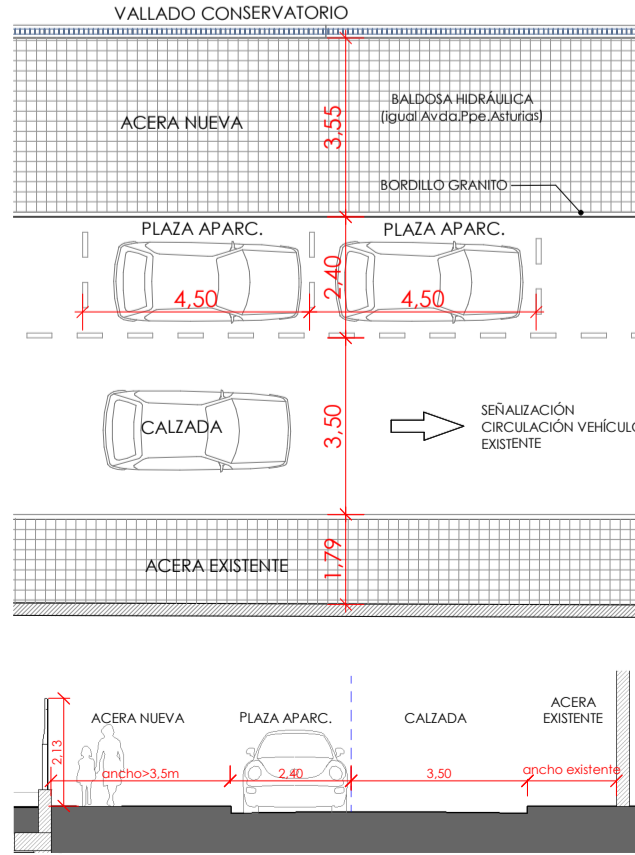 VALLADO CONSERVATORIO
ACERA NUEVA
3,55
BALDOSA HIDRÁULICA
(igual Avda.Ppe.Asturias)
BORDILLO GRANITO
PLAZA APARC.
PLAZA APARC.
4,50
2,40
4,50
CALZADA
3,50
SEÑALIZACIÓN
CIRCULACIÓN VEHÍCULO
EXISTENTE
ACERA EXISTENTE
1,79
ACERA NUEVA
PLAZA APARC.
CALZADA
ACERA
EXISTENTE
2,13
ancho>3,5m
2,40
3,50
ancho existente